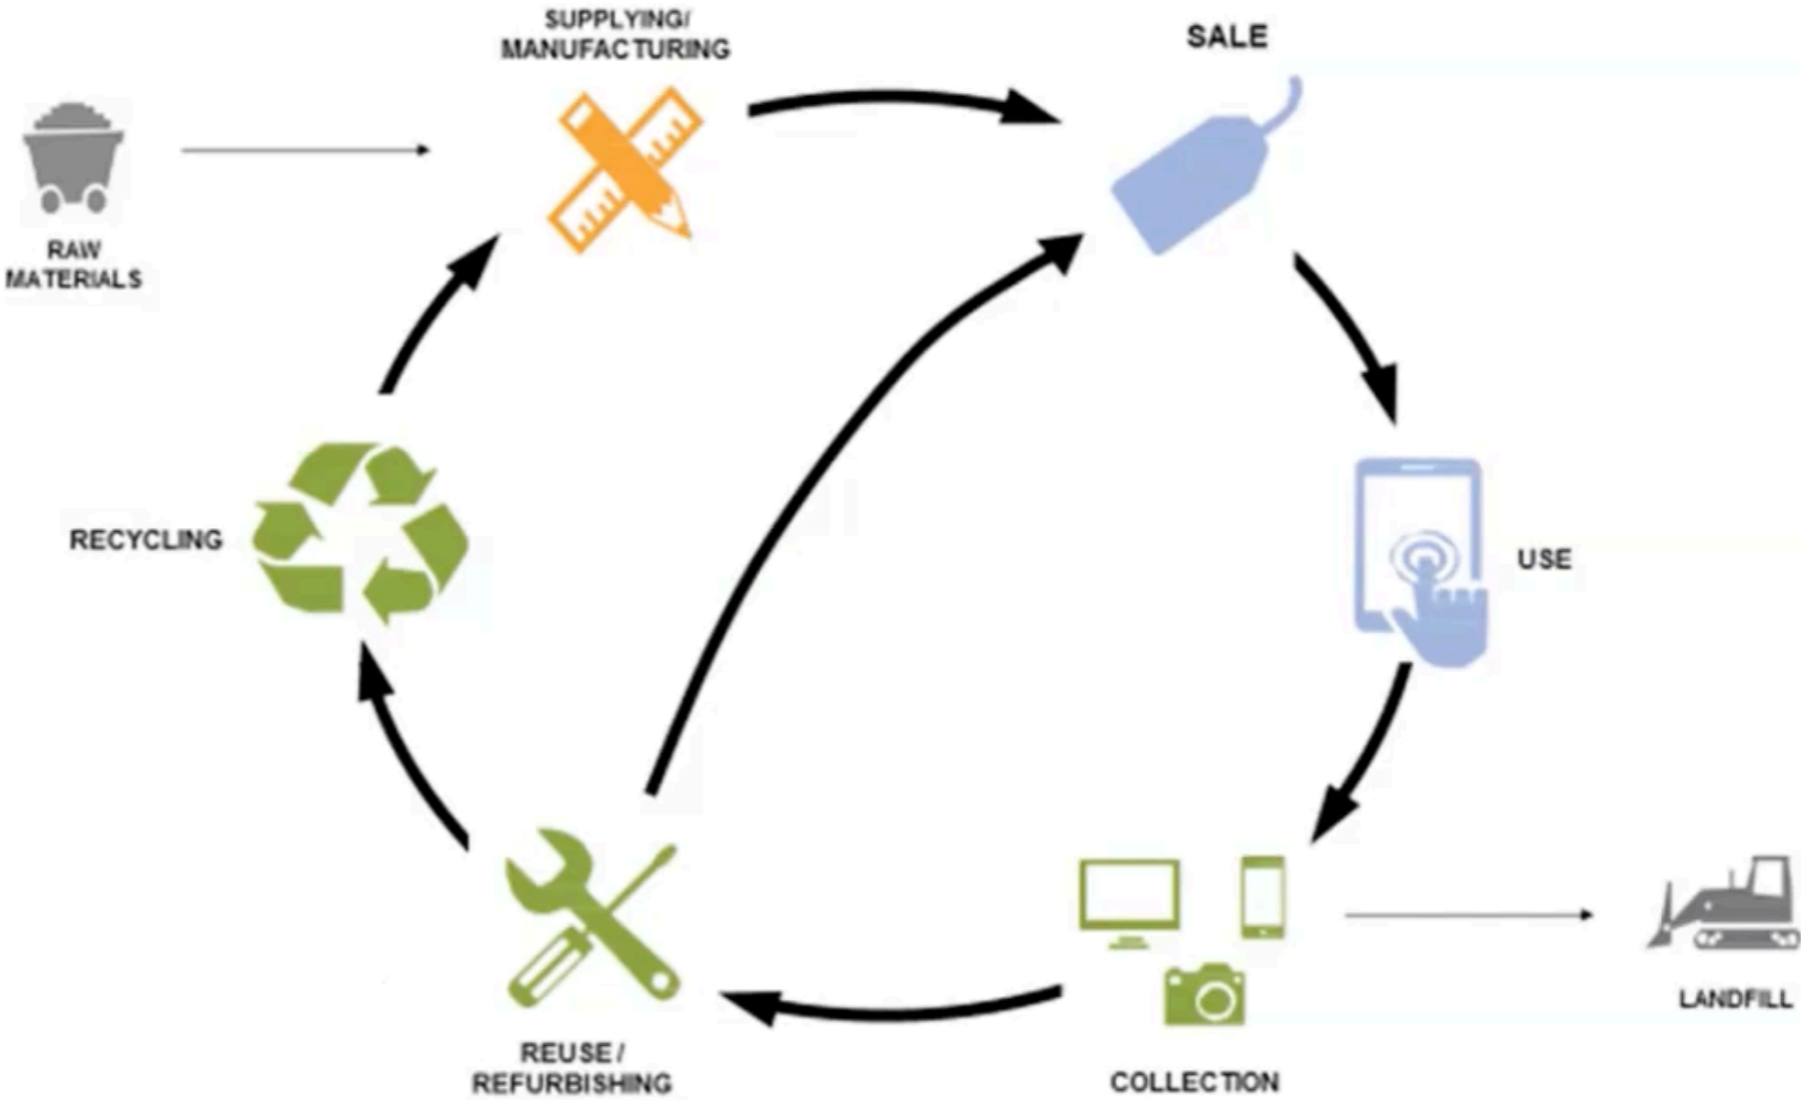 SUPPLYING/
MANUFACTURING
SALE
RAW
MATERIALS
RECYCLING
USE
LANDFILL
REUSE/
REFURBISHING
COLLECTION